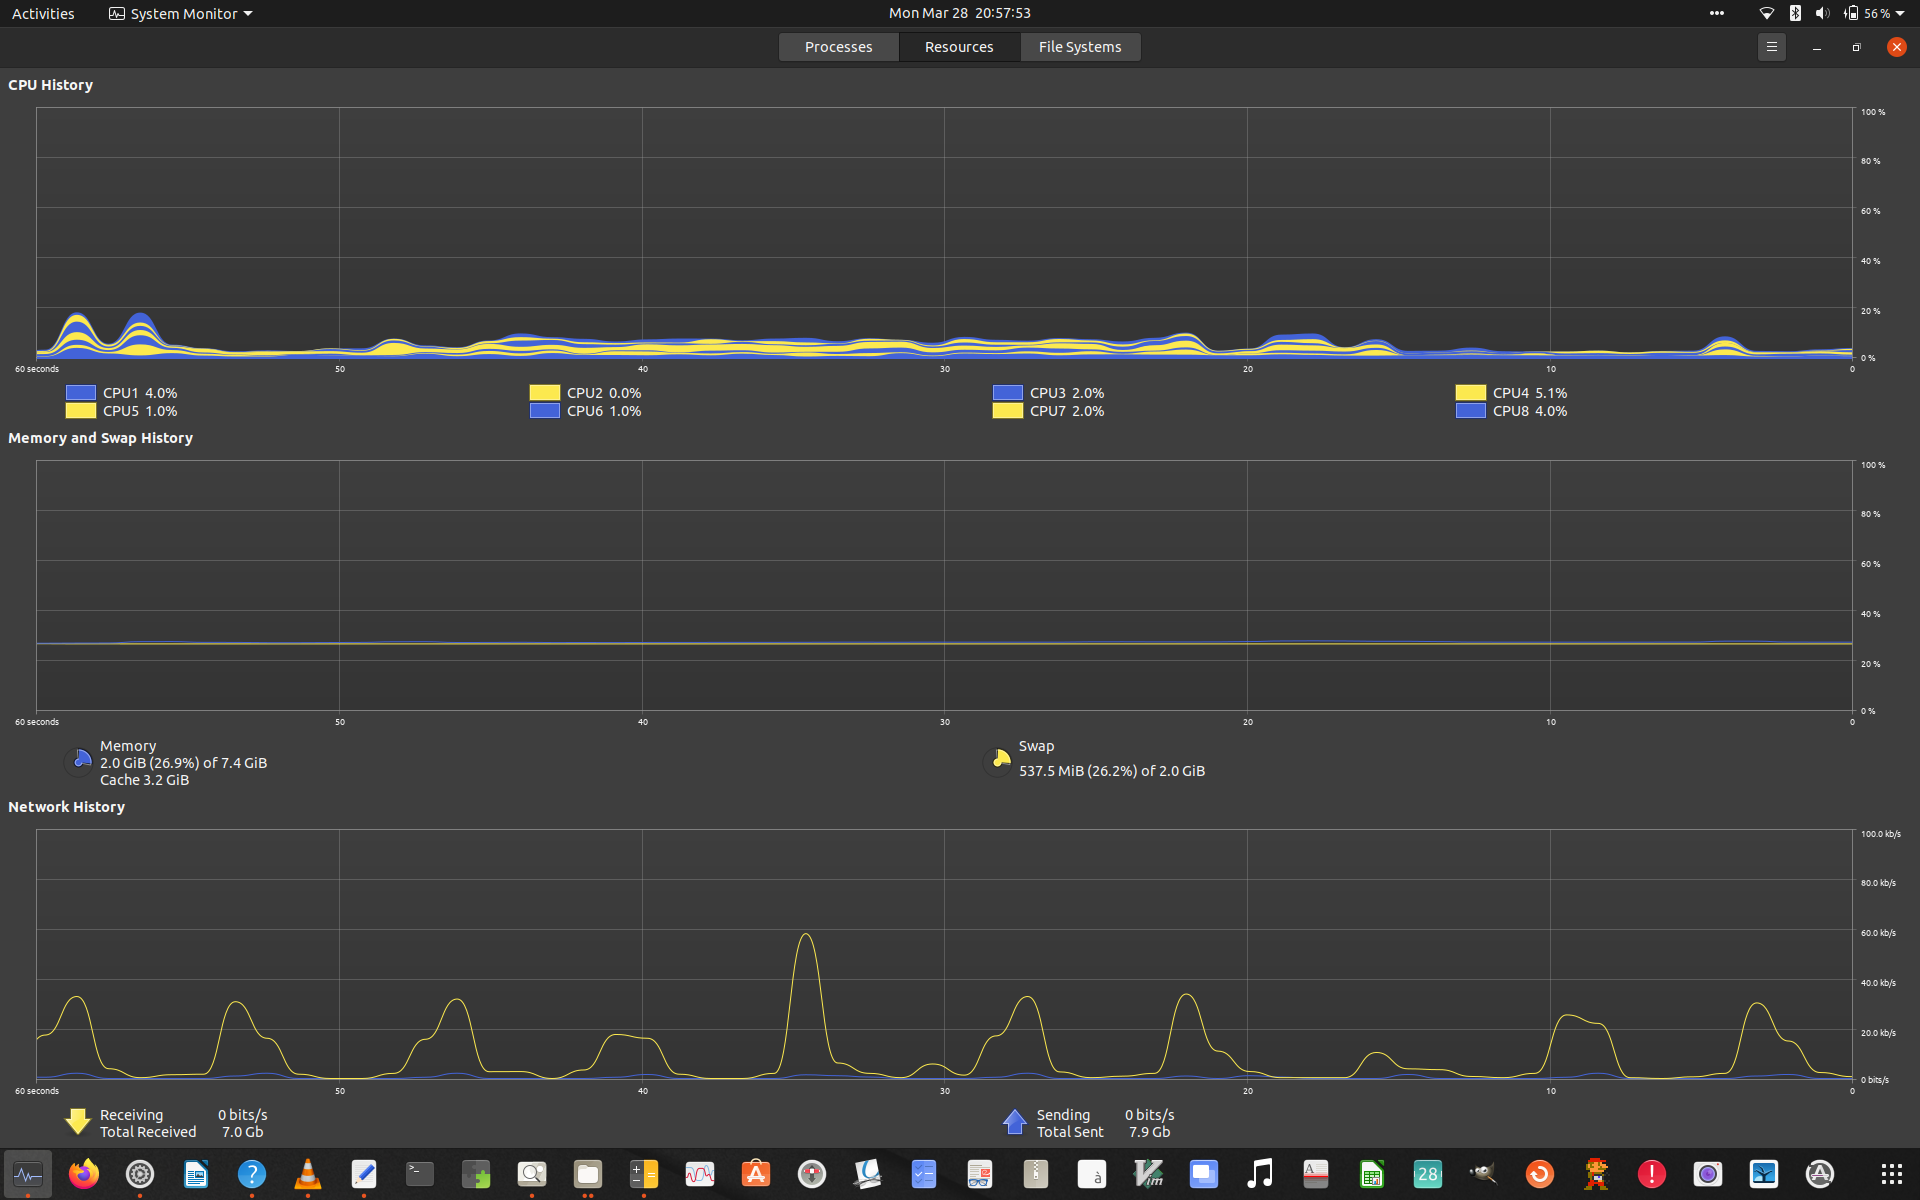 Activities System Monitor Mon Mar 28 20:57:53 56 %
Processes Resources File Systems
CPU History
100 %
80 %
60 %
40 %
20 %
0 %
60 seconds 50 40 30 20 10 0
CPU1 4.0% CPU2 0.0% CPU3 2.0% CPU4 5.1%
CPU5 1.0% CPU6 1.0% CPU7 2.0% CPU8 4.0%
Memory and Swap History
100 %
80 %
60 %
40 %
20 %
0 %
60 seconds 50 40 30 20 10 0
Memory
2.0 GiB (26.9%) of 7.4 GiB
Cache 3.2 GiB
Swap
537.5 MiB (26.2%) of 2.0 GiB
Network History
100.0 kb/s
80.0 kb/s
60.0 kb/s
40.0 kb/s
20.0 kb/s
0 bits/s
60 seconds 50 40 30 20 10 0
Receiving 0 bits/s Sending 0 bits/s
Total Received 7.0 Gb Total Sent 7.9 Gb
? >_ à Vim A 28 !